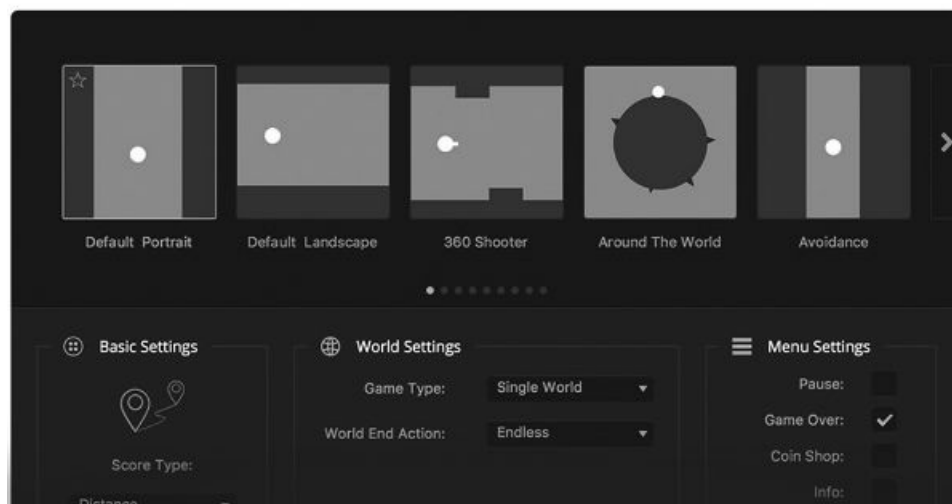 Default Portrait
Default Landscape
360 Shooter
Around The World
Avoidance
Basic Settings
Score Type:
Distance
World Settings
Game Type: Single World
World End Action: Endless
Menu Settings
Pause:
Game Over:
Coin Shop:
Info: